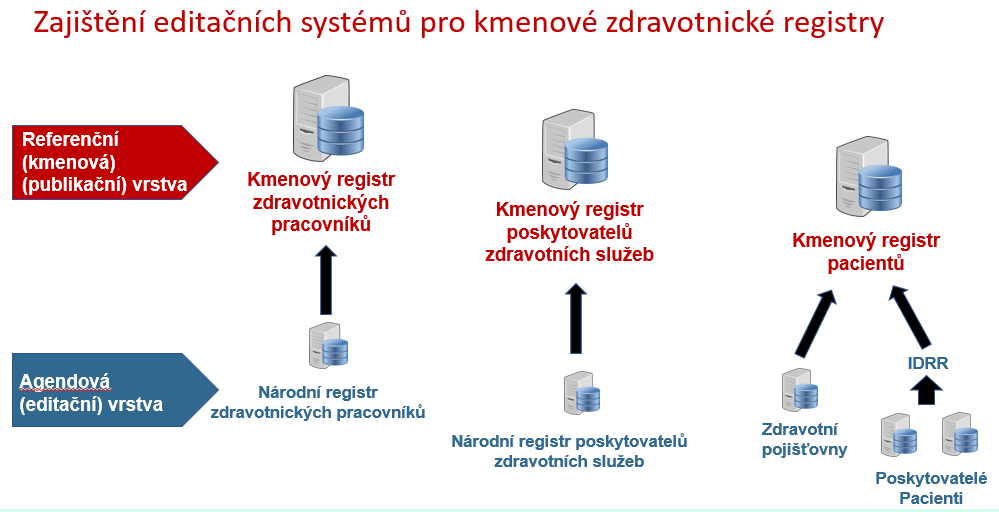 Zajištění editačních systémů pro kmenové zdravotnické registry
Referenční
(kmenová)
(publikační) vrstva
Kmenový registr
zdravotnických
pracovníků
Kmenový registr
poskytovatelů
zdravotních služeb
Kmenový registr
pacientů
Agendová
(editační) vrstva
Národní registr
zdravotnických pracovníků
Národní registr poskytovatelů
zdravotních služeb
Zdravotní
pojišťovny
IDRR
Poskytovatelé
Pacienti